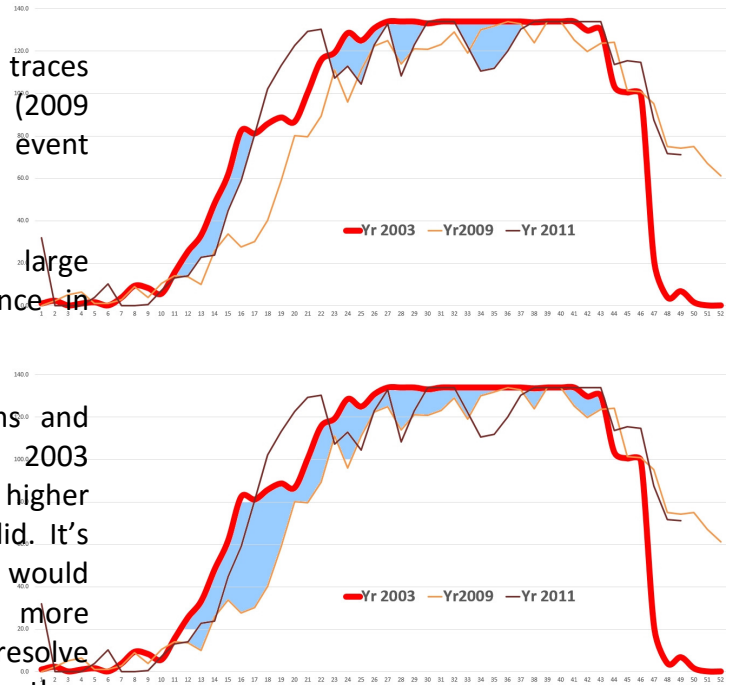 traces
(2009
event
large
nce in
ns and
2003
higher
did. It’s
would
more
resolve
140.0
120.0
80.0
60.0
40.0
Yr 2003 Yr2009 Yr 2011
1 2 3 4 5 6 7 8 9 10 11 12 13 14 15 16 17 18 19 20 21 22 23 24 25 26 27 28 29 30 31 32 33 34 35 36 37 38 39 40 41 42 43 44 45 46 47 48 49 50 51 52
140.0
40.0
20.0
0.0
Yr 2003 Yr2009 Yr 2011
1 2 3 4 5 6 7 8 9 10 11 12 13 14 15 16 17 18 19 20 21 22 23 24 25 26 27 28 29 30 31 32 33 34 35 36 37 38 39 40 41 42 43 44 45 46 47 48 49 50 51 52